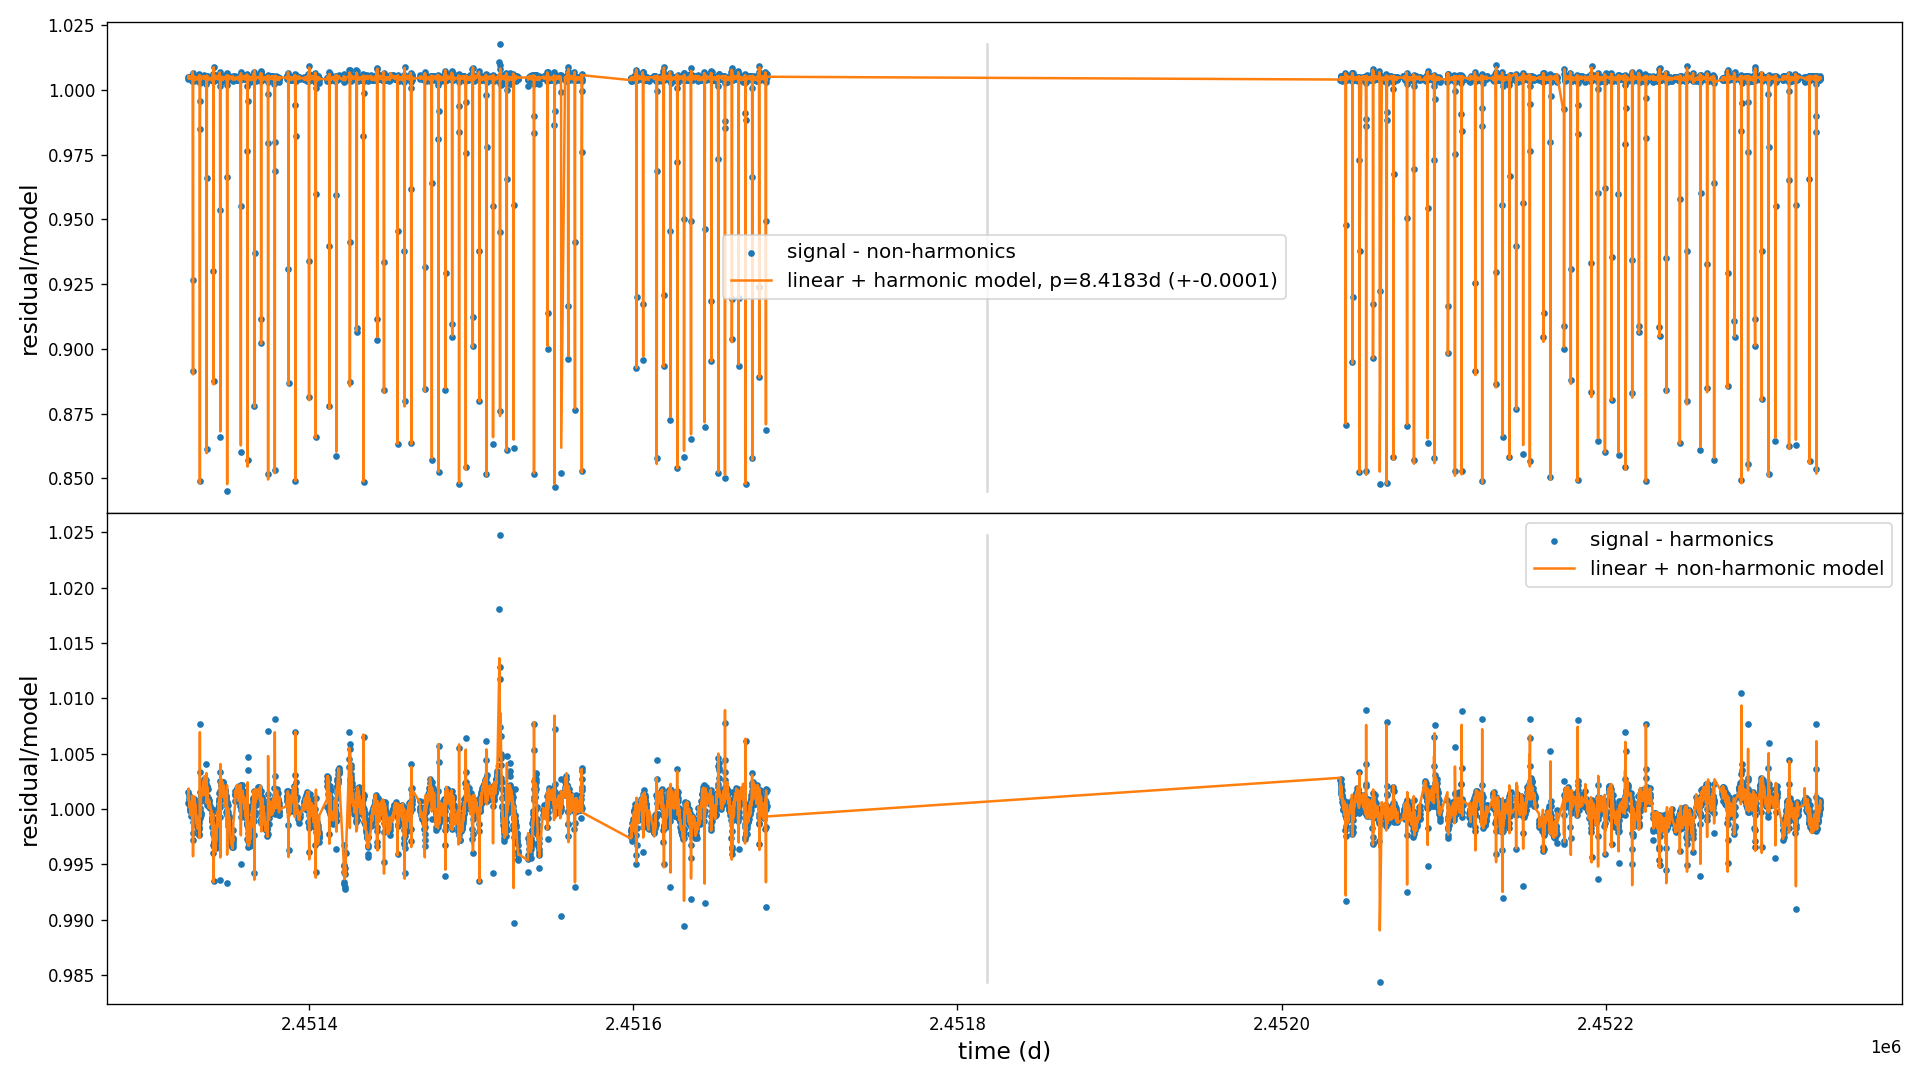 1.025
1.000
0.975
0.950
0.925
0.900
0.875
0.850
residual/model
signal - non-harmonics
linear + harmonic model, p=8.4183d (+-0.0001)
1.025
1.020
1.015
1.010
1.005
1.000
0.995
0.990
0.985
residual/model
signal - harmonics
linear + non-harmonic model
2.4514
2.4516
2.4518
2.4520
2.4522
1e6
time (d)